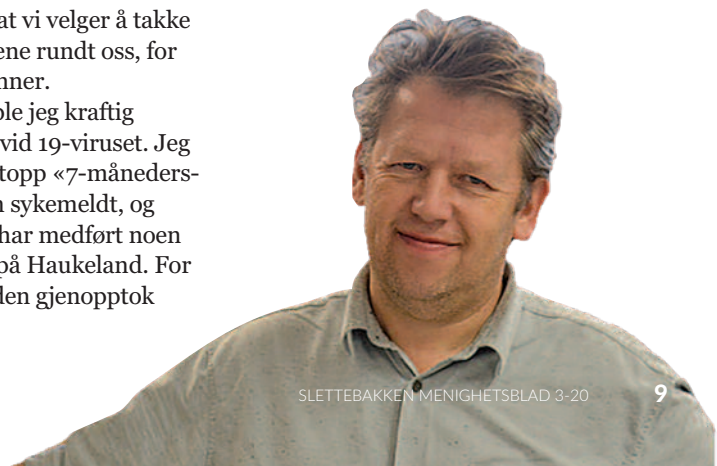 at vi velger å takke
ene rundt oss, for
nner.
ble jeg kraftig
vid 19-viruset. Jeg
topp «7-måneders-
n sykemeldt, og
har medført noen
på Haukeland. For
den gjenopptok
SLETTEBAKKEN MENIGHETSBLAD 3-20 9